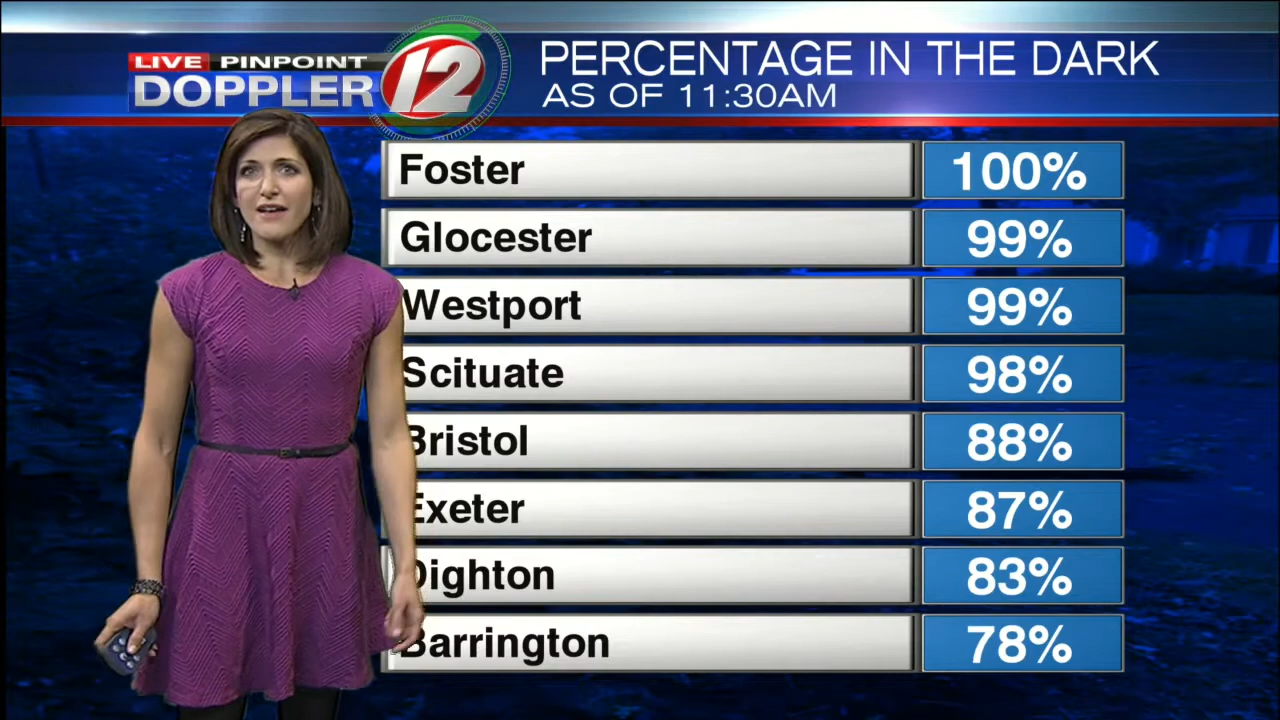 LIVE PINPOINT
DOPPLER 12
PERCENTAGE IN THE DARK
AS OF 11:30AM
Foster 100%
Glocester 99%
Westport 99%
Scituate 98%
Bristol 88%
Exeter 87%
Dighton 83%
Barrington 78%